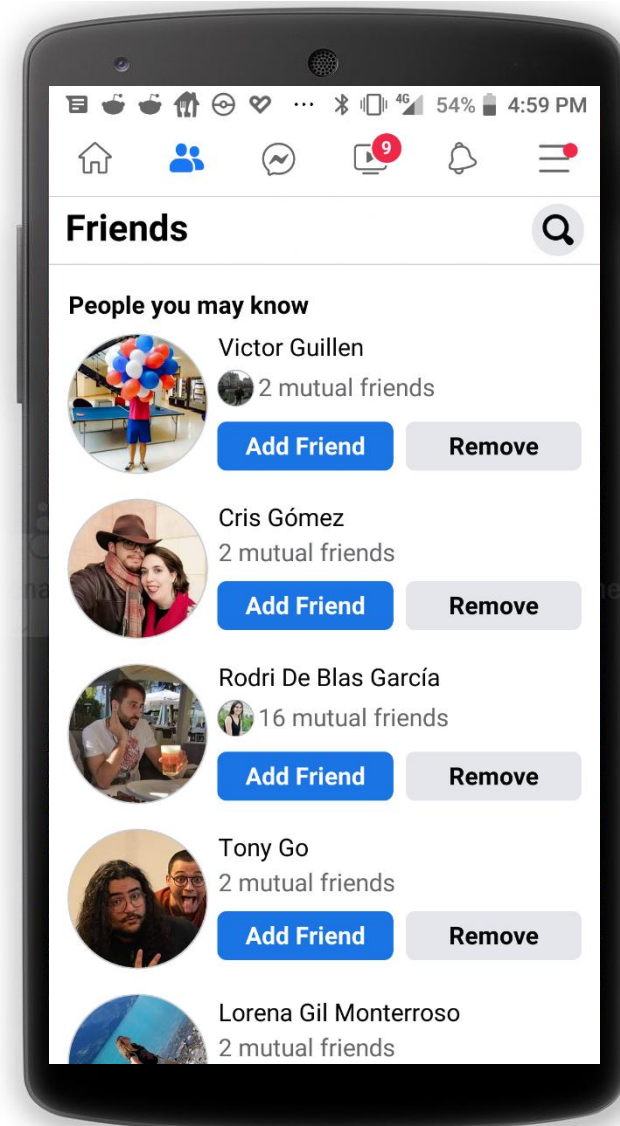 4G 54% 4:59 PM
9
Friends
People you may know
Victor Guillen
2 mutual friends
Add Friend Remove
Cris Gómez
2 mutual friends
Add Friend Remove
Rodri De Blas García
16 mutual friends
Add Friend Remove
Tony Go
2 mutual friends
Add Friend Remove
Lorena Gil Monterroso
2 mutual friends